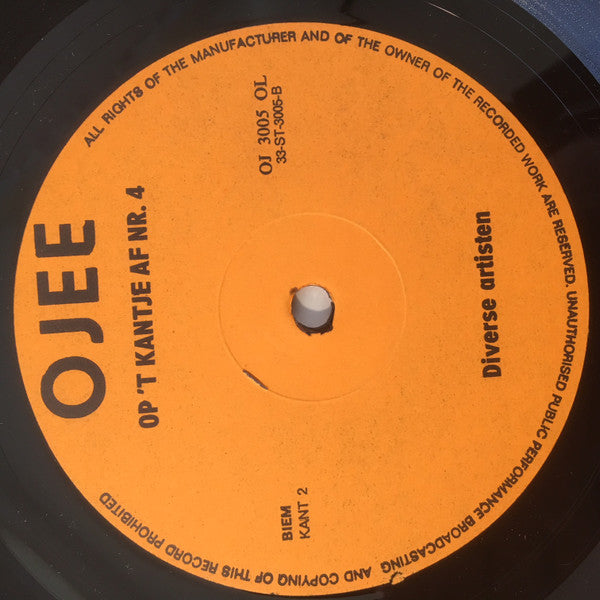 ALL RIGHTS OF THE MANUFACTURER AND OF THE OWNER OF THE RECORDED WORK ARE RESERVED. UNAUTHORISED PUBLIC PERFORMANCE BROADCASTING AND COPYING OF THIS RECORD PROHIBITED
OJEE
OP 'T KANTJE AF NR. 4
BIEM
KANT 2
OJ 3005 OL
33-ST-3005-B
Diverse artisten